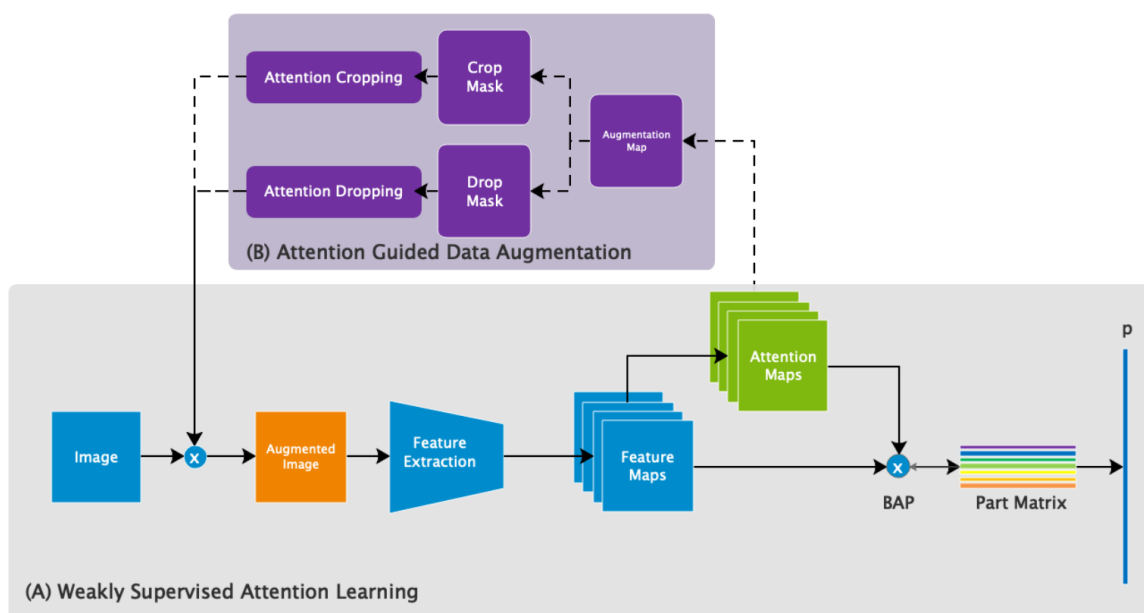 Attention Cropping
Crop
Mask
Augmentation
Map
Attention Dropping
Drop
Mask
(B) Attention Guided Data Augmentation
p
Attention
Maps
Image
x
Augmented
Image
Feature
Extraction
Feature
Maps
x
BAP
Part Matrix
(A) Weakly Supervised Attention Learning